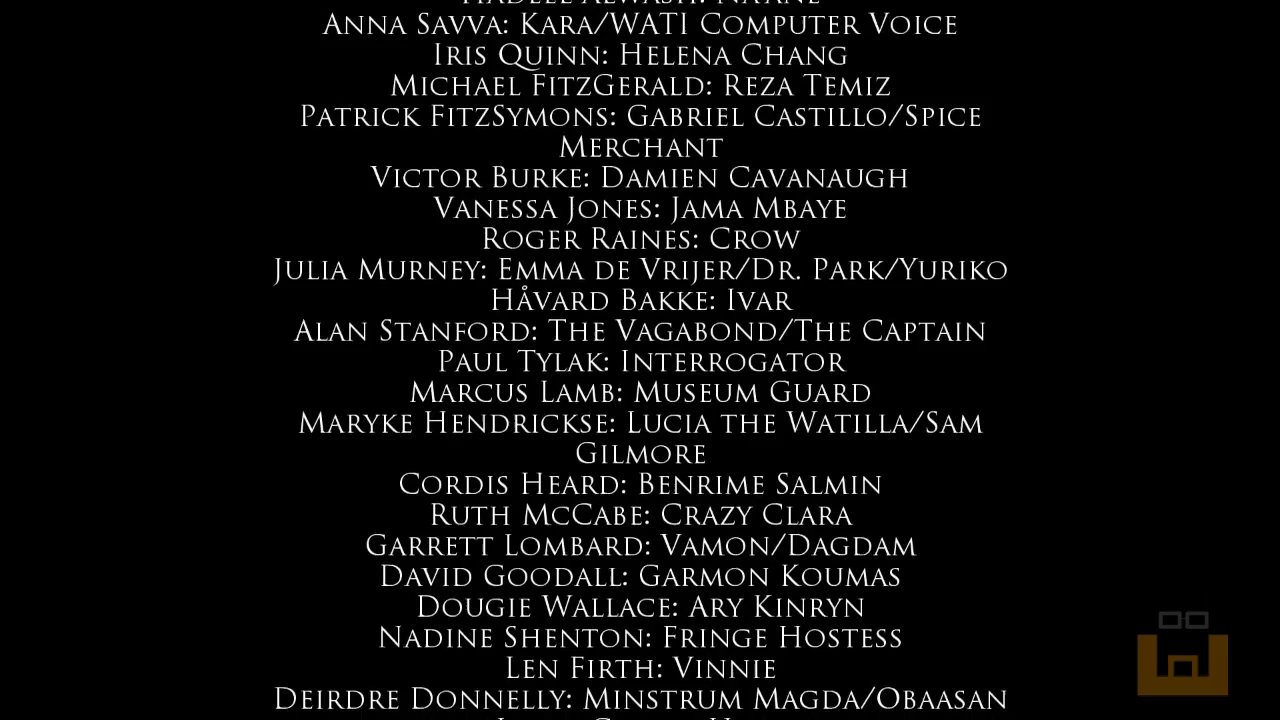 Anna Savva: Kara/WATI Computer Voice
Iris Quinn: Helena Chang
Michael FitzGerald: Reza Temiz
Patrick FitzSymons: Gabriel Castillo/Spice
Merchant
Victor Burke: Damien Cavanaugh
Vanessa Jones: Jama Mbaye
Roger Raines: Crow
Julia Murney: Emma de Vrijer/Dr. Park/Yuriko
Håvard Bakke: Ivar
Alan Stanford: The Vagabond/The Captain
Paul Tylak: Interrogator
Marcus Lamb: Museum Guard
Maryke Hendrickse: Lucia the Watilla/Sam
Gilmore
Cordis Heard: Benrime Salmin
Ruth McCabe: Crazy Clara
Garrett Lombard: Vamon/Dagdam
David Goodall: Garmon Koumas
Dougie Wallace: Ary Kinryn
Nadine Shenton: Fringe Hostess
Len Firth: Vinnie
Deirdre Donnelly: Minstrum Magda/Obaasan